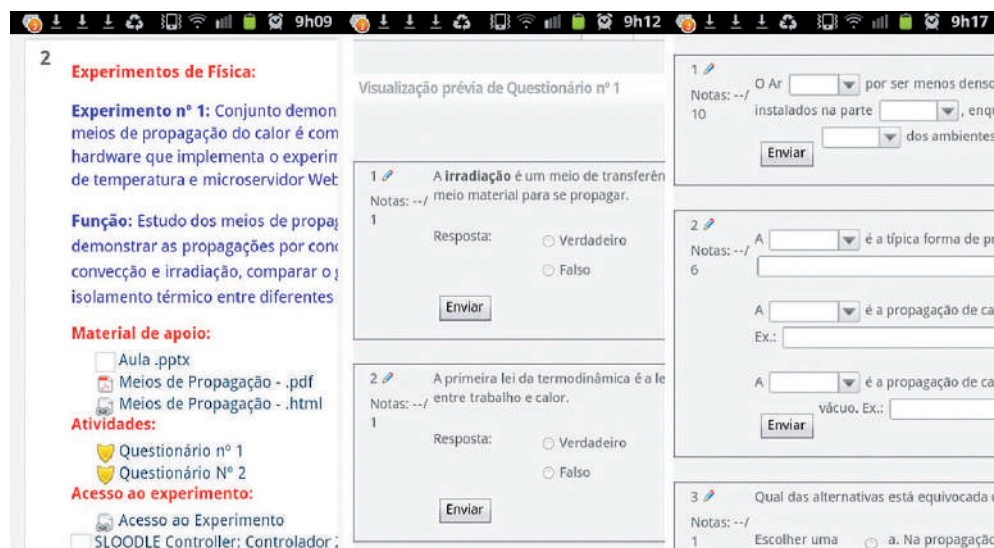 9h09
2
Experimentos de Física:
Experimento nº 1: Conjunto demon
meios de propagação do calor é com
hardware que implementa o experim
de temperatura e microservidor Web
Função: Estudo dos meios de propag
demonstrar as propagações por cond
convecção e irradiação, comparar o g
isolamento térmico entre diferentes
Material de apoio:
Aula .pptx
Meios de Propagação - .pdf
Meios de Propagação - .html
Atividades:
Questionário nº 1
Questionário Nº 2
Acesso ao experimento:
Acesso ao Experimento
SLOODLE Controller: Controlador
9h12
Visualização prévia de Questionário nº 1
1
Notas: --/
1
A irradiação é um meio de transferên
meio material para se propagar.
Resposta:
Verdadeiro
Falso
Enviar
2
Notas: --/
1
A primeira lei da termodinâmica é a le
entre trabalho e calor.
Resposta:
Verdadeiro
Falso
Enviar
9h17
1
Notas: --/
10
O Ar por ser menos denso
instalados na parte , enqu
dos ambientes
Enviar
2
Notas: --/
6
A é a típica forma de pr
A é a propagação de ca
Ex.:
A é a propagação de ca
vácuo. Ex.:
Enviar
3
Notas: --/
1
Qual das alternativas está equivocada
Escolher uma
a. Na propagação